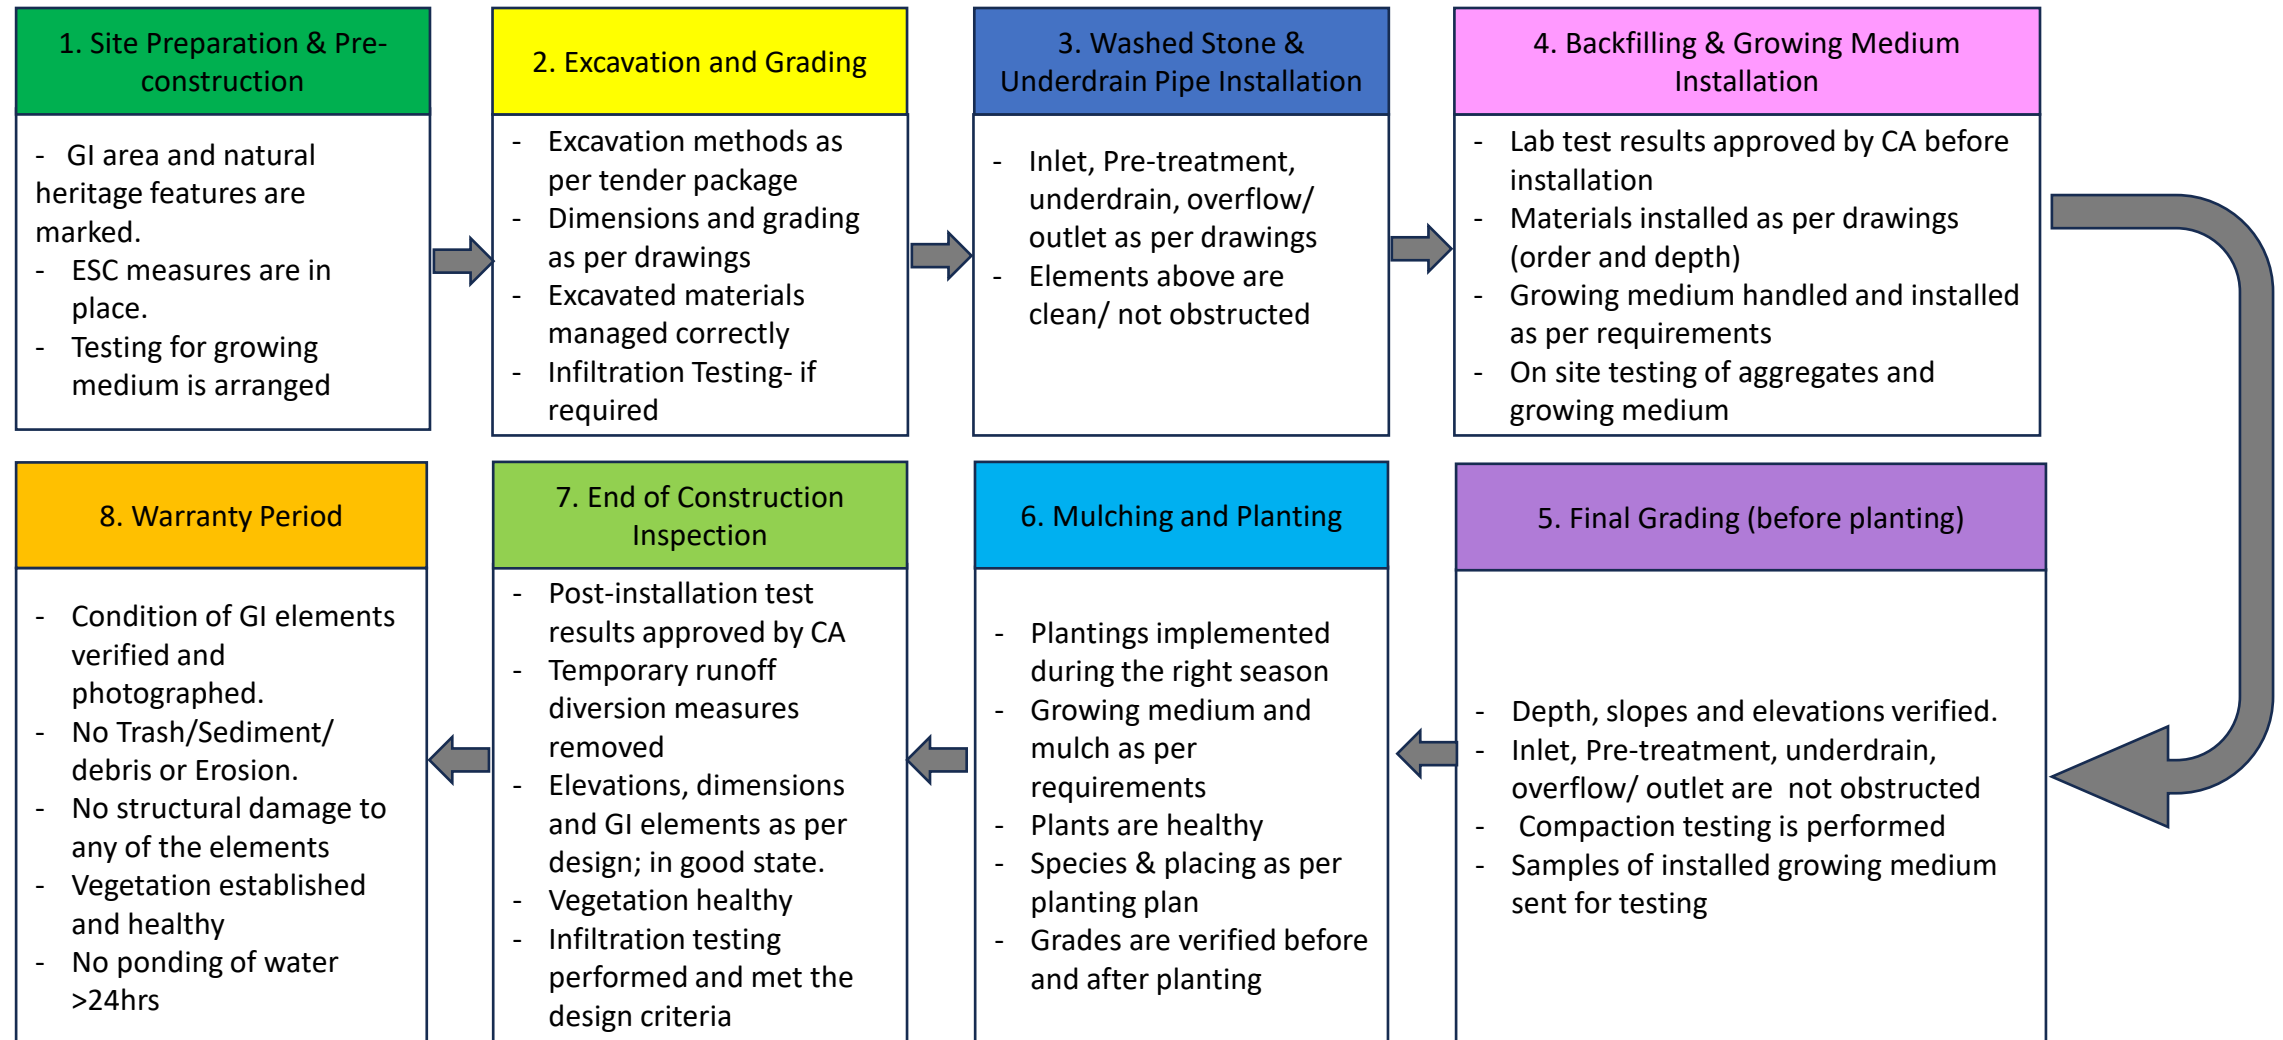 1. Site Preparation & Pre-
construction
- GI area and natural
heritage features are
marked.
- ESC measures are in
place.
- Testing for growing
medium is arranged
2. Excavation and Grading
- Excavation methods as
per tender package
- Dimensions and grading
as per drawings
- Excavated materials
managed correctly
- Infiltration Testing- if
required
3. Washed Stone &
Underdrain Pipe Installation
- Inlet, Pre-treatment,
underdrain, overflow/
outlet as per drawings
- Elements above are
clean/ not obstructed
4. Backfilling & Growing Medium
Installation
- Lab test results approved by CA before
installation
- Materials installed as per drawings
(order and depth)
- Growing medium handled and installed
as per requirements
- On site testing of aggregates and
growing medium
5. Final Grading (before planting)
- Depth, slopes and elevations verified.
- Inlet, Pre-treatment, underdrain,
overflow/ outlet are not obstructed
- Compaction testing is performed
- Samples of installed growing medium
sent for testing
6. Mulching and Planting
- Plantings implemented
during the right season
- Growing medium and
mulch as per
requirements
- Plants are healthy
- Species & placing as per
planting plan
- Grades are verified before
and after planting
7. End of Construction
Inspection
- Post-installation test
results approved by CA
- Temporary runoff
diversion measures
removed
- Elevations, dimensions
and GI elements as per
design; in good state.
- Vegetation healthy
- Infiltration testing
performed and met the
design criteria
8. Warranty Period
- Condition of GI elements
verified and
photographed.
- No Trash/Sediment/
debris or Erosion.
- No structural damage to
any of the elements
- Vegetation established
and healthy
- No ponding of water
>24hrs